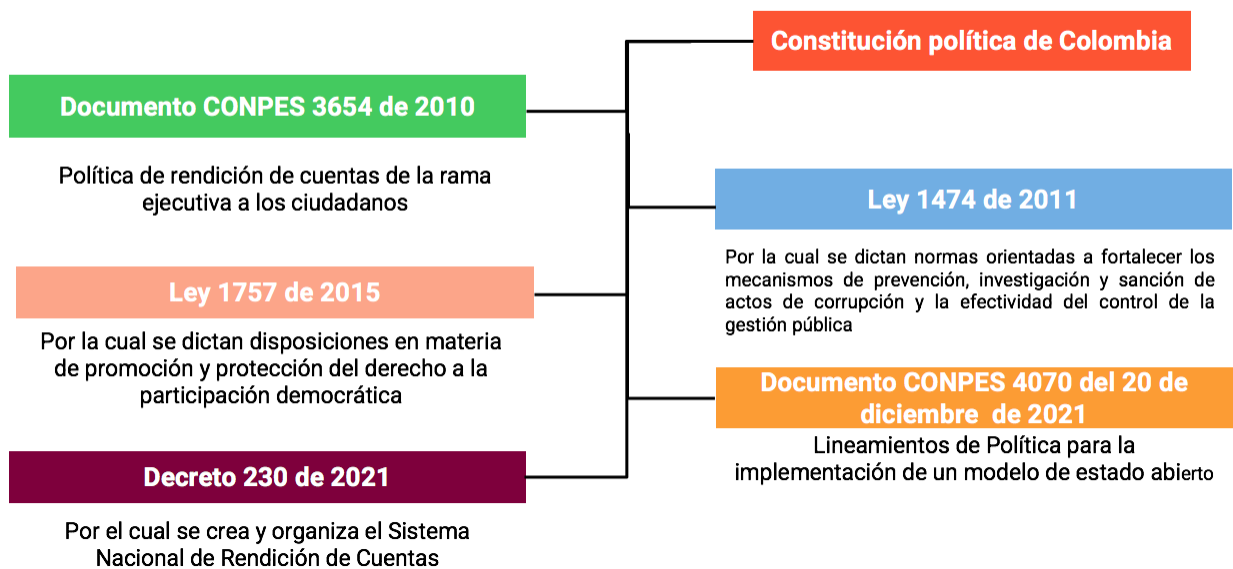 Constitución política de Colombia
Documento CONPES 3654 de 2010
Política de rendición de cuentas de la rama
ejecutiva a los ciudadanos
Ley 1474 de 2011
Por la cual se dictan normas orientadas a fortalecer los
mecanismos de prevención, investigación y sanción de
actos de corrupción y la efectividad del control de la
gestión pública
Ley 1757 de 2015
Por la cual se dictan disposiciones en materia
de promoción y protección del derecho a la
participación democrática
Documento CONPES 4070 del 20 de
diciembre de 2021
Lineamientos de Política para la
implementación de un modelo de estado abierto
Decreto 230 de 2021
Por el cual se crea y organiza el Sistema
Nacional de Rendición de Cuentas